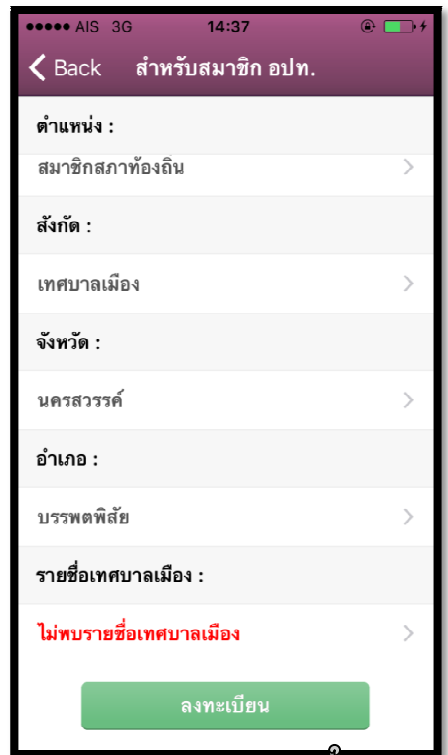 AIS 3G 14:37
Back สำหรับสมาชิก อปท.
ตำแหน่ง :
สมาชิกสภาท้องถิ่น
สังกัด :
เทศบาลเมือง
จังหวัด :
นครสวรรค์
อำเภอ :
บรรพตพิสัย
รายชื่อเทศบาลเมือง :
ไม่พบรายชื่อเทศบาลเมือง
ลงทะเบียน